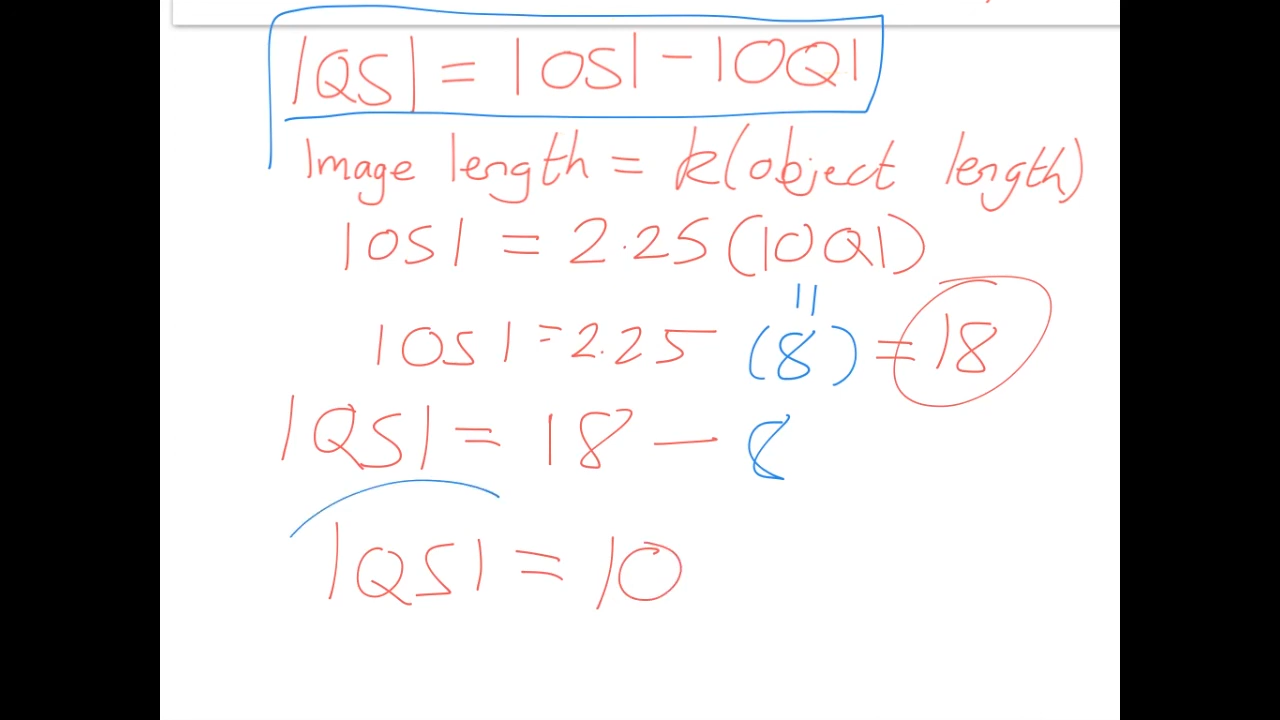 |QS| = |OS| - |OQ|
Image length = k(object length)
|OS| = 2.25(|OQ|)
||
|OS| = 2.25 (8) = 18
|QS| = 18 - 8
|QS| = 10